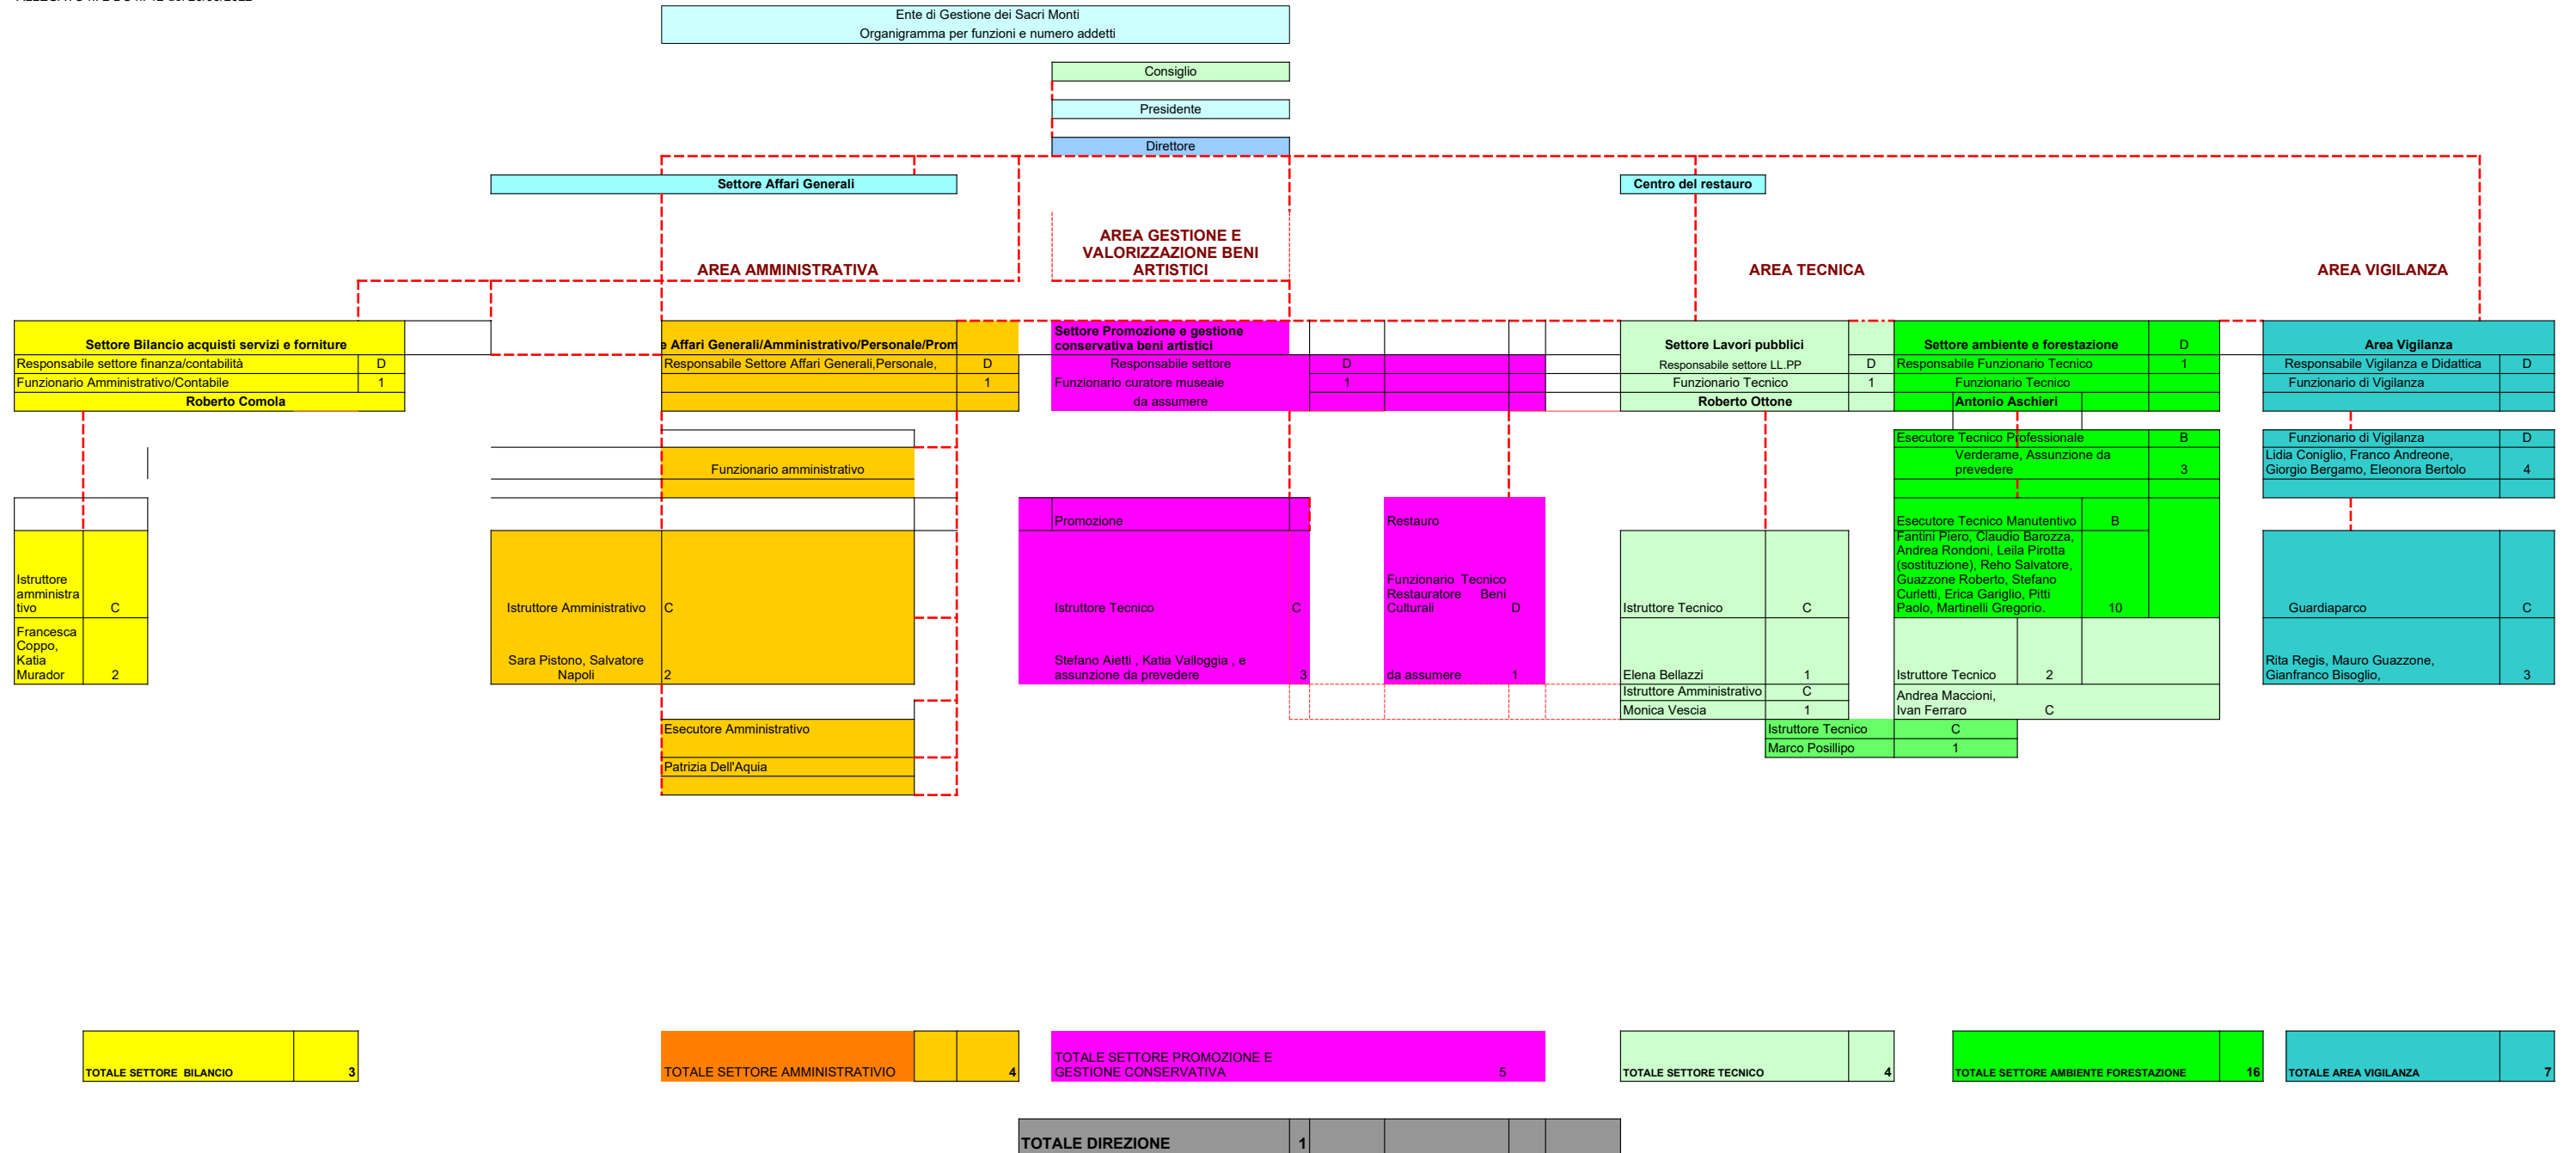 Ente di Gestione dei Sacri Monti
Organigramma per funzioni e numero addetti
Consiglio
Presidente
Direttore
Settore Affari Generali
Centro del restauro
AREA AMMINISTRATIVA
AREA GESTIONE E
VALORIZZAZIONE BENI
ARTISTICI
AREA TECNICA
AREA VIGILANZA
Settore Bilancio acquisti servizi e forniture
Responsabile settore finanza/contabilità D
Funzionario Amministrativo/Contabile 1
Roberto Comola
Istruttore
amministra
tivo C
Francesca
Coppo,
Katia
Murador 2
e Affari Generali/Amministrativo/Personale/Prom
Responsabile Settore Affari Generali,Personale, D
1
Funzionario amministrativo
Istruttore Amministrativo C
Sara Pistono, Salvatore
Napoli 2
Esecutore Amministrativo
Patrizia Dell'Aquia
Settore Promozione e gestione
conservativa beni artistici
Responsabile settore D
Funzionario curatore museale 1
da assumere
Promozione
Istruttore Tecnico C
Stefano Aietti , Katia Valloggia , e
assunzione da prevedere 3
Restauro
Funzionario Tecnico
Restauratore Beni
Culturali D
da assumere 1
Settore Lavori pubblici
Responsabile settore LL.PP D
Funzionario Tecnico 1
Roberto Ottone
Istruttore Tecnico C
Elena Bellazzi 1
Istruttore Amministrativo C
Monica Vescia 1
Istruttore Tecnico C
Marco Posillipo 1
Settore ambiente e forestazione D
Responsabile Funzionario Tecnico 1
Funzionario Tecnico
Antonio Aschieri
Esecutore Tecnico Professionale B
Verderame, Assunzione da
prevedere 3
Esecutore Tecnico Manutentivo B
Fantini Piero, Claudio Barozza,
Andrea Rondoni, Leila Pirotta
(sostituzione), Reho Salvatore,
Guazzone Roberto, Stefano
Curletti, Erica Gariglio, Pitti
Paolo, Martinelli Gregorio. 10
Istruttore Tecnico 2
Andrea Maccioni,
Ivan Ferraro C
Area Vigilanza
Responsabile Vigilanza e Didattica D
Funzionario di Vigilanza
Funzionario di Vigilanza D
Lidia Coniglio, Franco Andreone,
Giorgio Bergamo, Eleonora Bertolo 4
Guardiaparco C
Rita Regis, Mauro Guazzone,
Gianfranco Bisoglio, 3
TOTALE SETTORE BILANCIO 3
TOTALE SETTORE AMMINISTRATIVIO 4
TOTALE SETTORE PROMOZIONE E
GESTIONE CONSERVATIVA 5
TOTALE SETTORE TECNICO 4
TOTALE SETTORE AMBIENTE FORESTAZIONE 16
TOTALE AREA VIGILANZA 7
TOTALE DIREZIONE 1